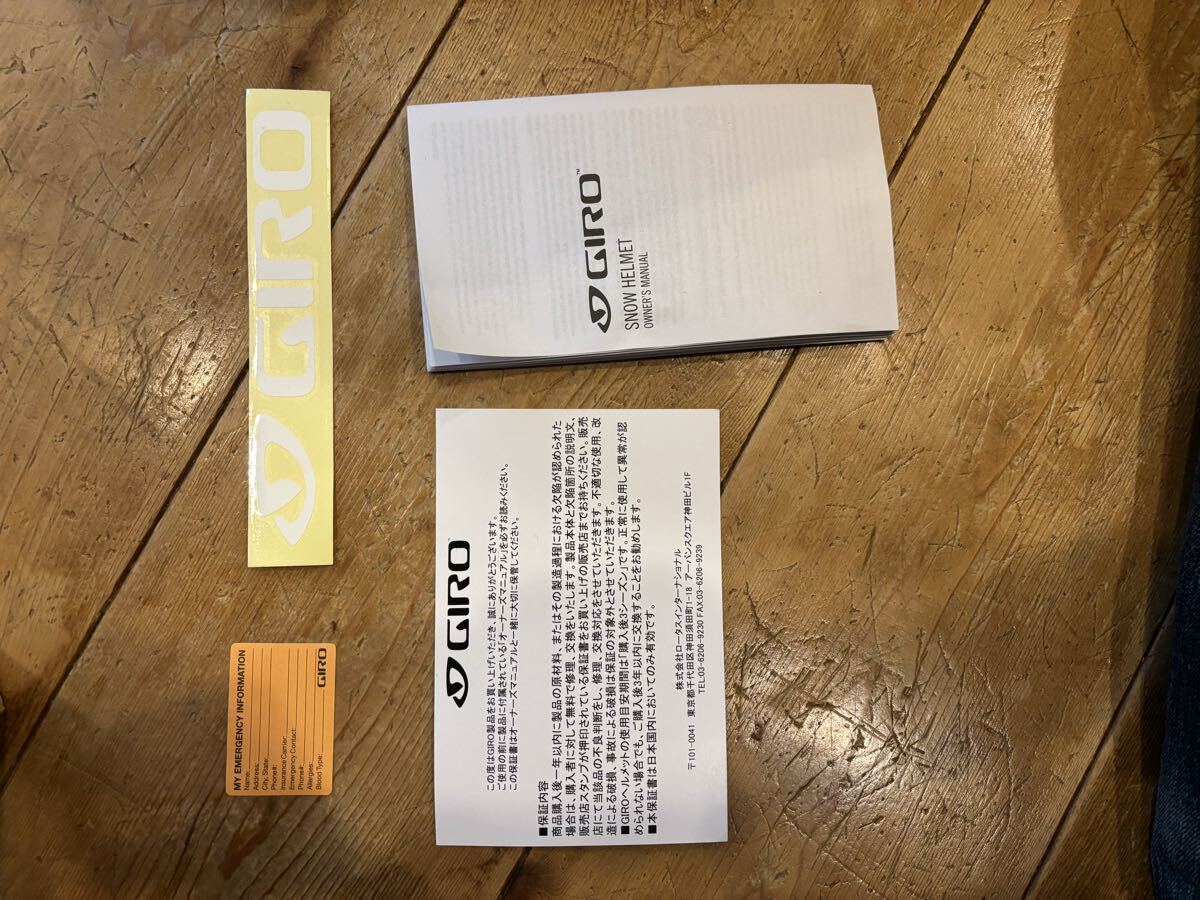 GIRO
GIRO™
SNOW HELMET
OWNER'S MANUAL
MY EMERGENCY INFORMATION
Name:
Address:
City, State:
Phone#:
Insurance Carrier:
Emergency Contact:
Phone#:
Allergies:
Blood Type:
GIRO
GIRO
この度はGIRO製品をお買い上げいただき、誠にありがとうございます。
ご使用の前に製品に付属されている「オーナーズマニュアル」を必ずお読みください。
この保証書はオーナーズマニュアルと一緒に大切に保管してください。
■保証内容
商品購入後一年以内に製品の原材料、またはその製造過程における欠陥が認められた
場合は、購入者に対して無料で修理、交換をいたします。製品本体と欠陥箇所の説明文、
販売店スタンプが押印されている保証書をお買い上げの販売店までお持ちください。販売
店にて当該品の不良判断をし、修理、交換対応をさせていただきます。不適切な使用、改
造による破損、事故による破損は保証の対象外とさせていただきます。
■GIROヘルメットの使用目安期間は「購入後3シーズン」です。正常に使用して異常が認
められない場合でも、ご購入後3年以内に交換することをお勧めします。
■本保証書は日本国内においてのみ有効です。
株式会社ロータスインターナショナル
〒101-0041 東京都千代田区神田須田町1-18 アーバンスクエア神田ビル1F
TEL:03-6206-9230 FAX.03-6206-9239